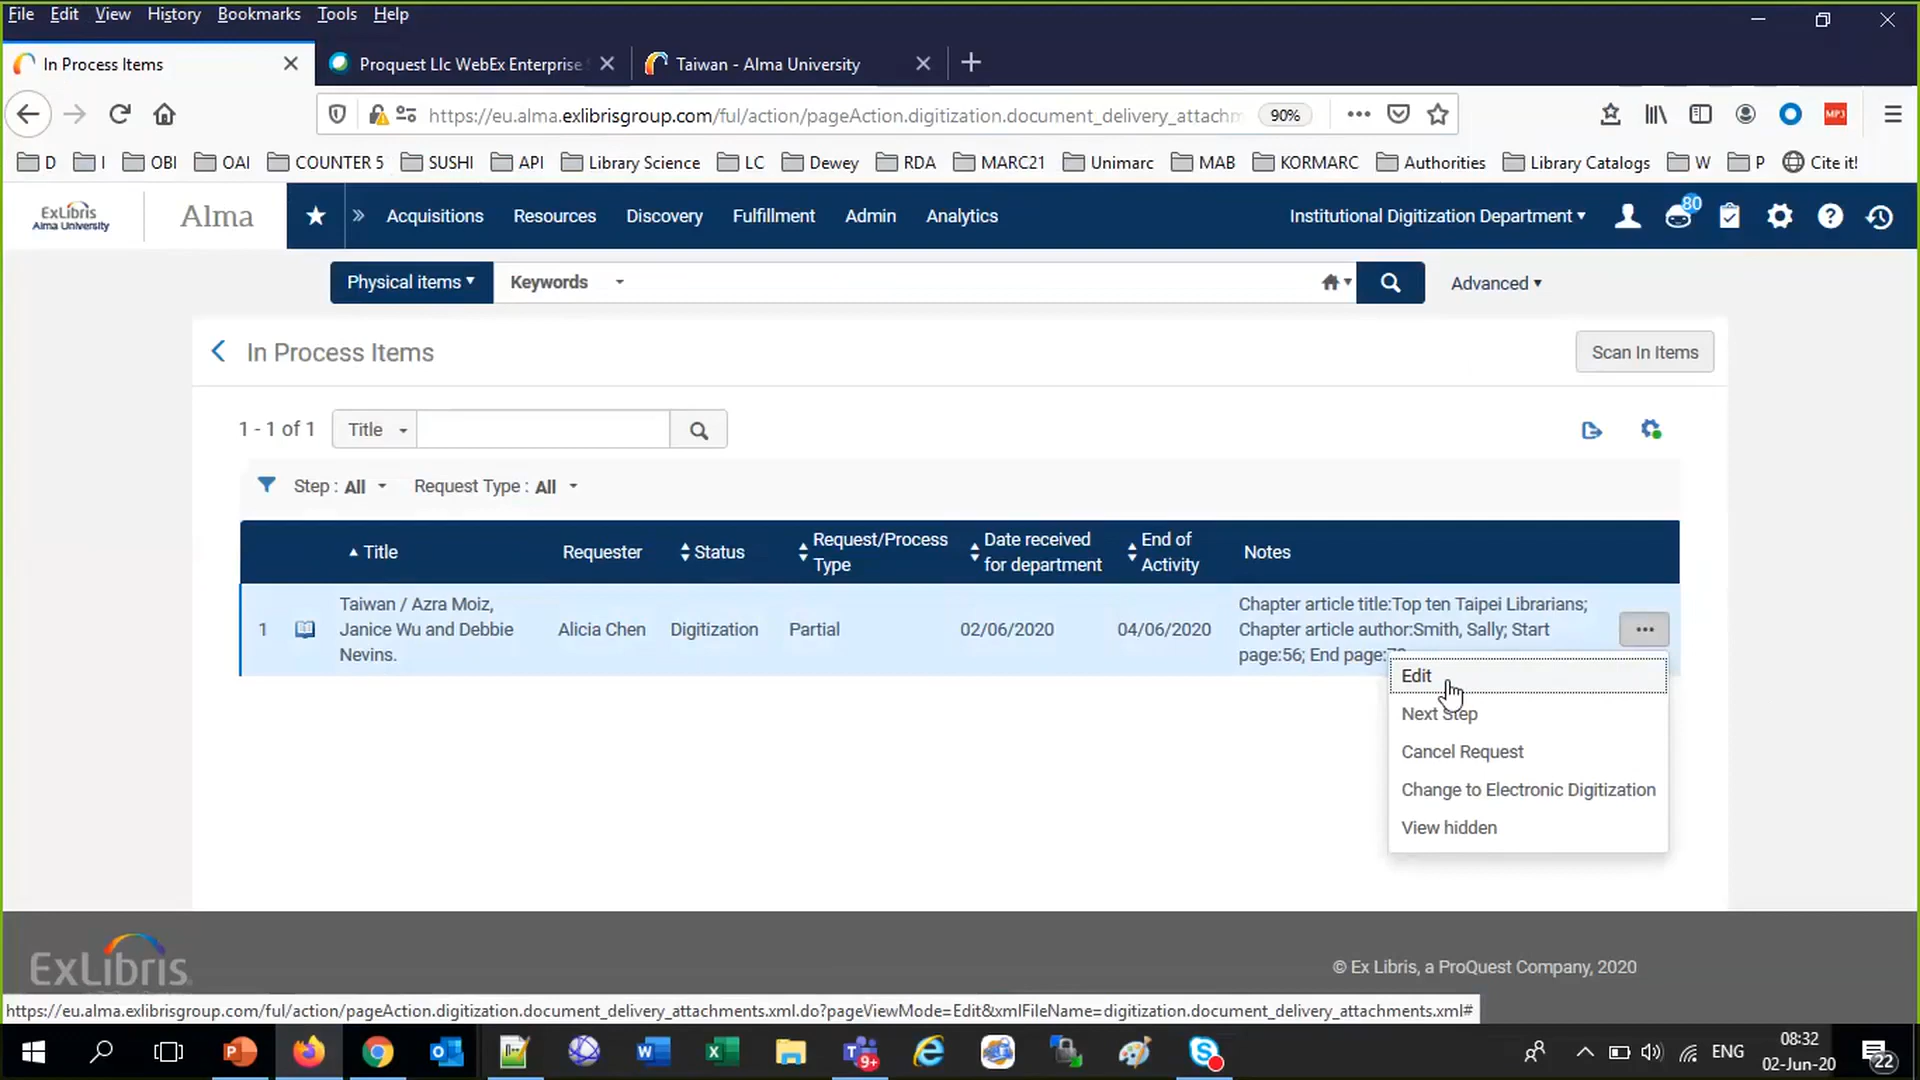 File Edit View History Bookmarks Tools Help
In Process Items
Proquest Llc WebEx Enterprise
Taiwan - Alma University
https://eu.alma.exlibrisgroup.com/ful/action/pageAction.digitization.document_delivery_attachm
90%
MP3
D I OBI OAI COUNTER 5 SUSHI API Library Science LC Dewey RDA MARC21 Unimarc MAB KORMARC Authorities Library Catalogs W P Cite it!
ExLibris
Alma University
Alma
Acquisitions Resources Discovery Fulfillment Admin Analytics
Institutional Digitization Department
80
Physical items Keywords
Advanced
In Process Items
Scan In Items
1 - 1 of 1 Title
Step : All Request Type : All
Title Requester Status Request/Process Type Date received for department End of Activity Notes
1 Taiwan / Azra Moiz, Janice Wu and Debbie Nevins. Alicia Chen Digitization Partial 02/06/2020 04/06/2020
Chapter article title:Top ten Taipei Librarians;
Chapter article author:Smith, Sally; Start
page:56; End page:
Edit
Next Step
Cancel Request
Change to Electronic Digitization
View hidden
ExLibris
© Ex Libris, a ProQuest Company, 2020
https://eu.alma.exlibrisgroup.com/ful/action/pageAction.digitization.document_delivery_attachments.xml.do?pageViewMode=Edit&xmlFileName=digitization.document_delivery_attachments.xml#
9+
ENG
08:32
02-Jun-20
22